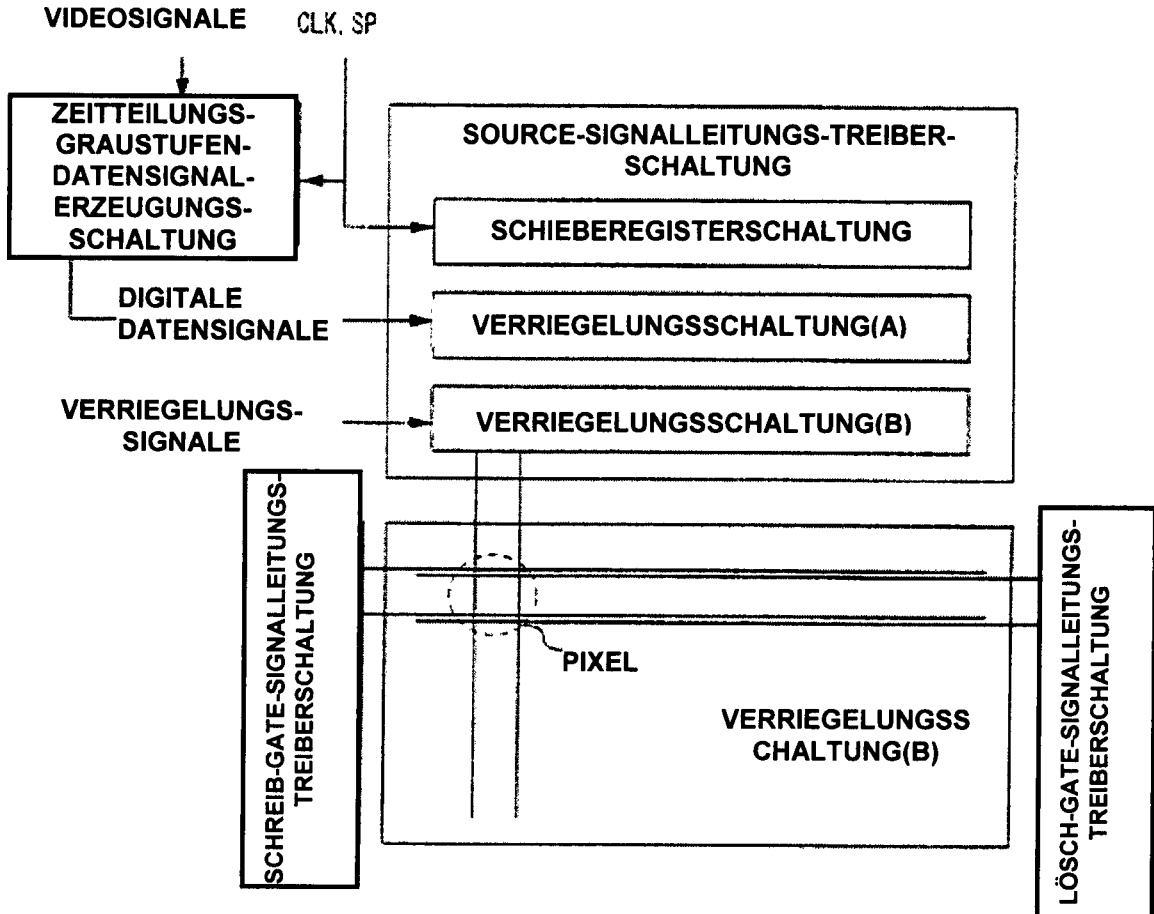 VIDEOSIGNALE
CLK, SP
ZEITTEILUNGS-
GRAUSTUFEN-
DATENSIGNAL-
ERZEUGUNGS-
SCHALTUNG
SOURCE-SIGNALLEITUNGS-TREIBER-
SCHALTUNG
SCHIEBEREGISTERSCHALTUNG
DIGITALE
DATENSIGNALE
VERRIEGELUNGSSCHALTUNG(A)
VERRIEGELUNGS-
SIGNALE
VERRIEGELUNGSSCHALTUNG(B)
SCHREIB-GATE-SIGNALLEITUNGS-
TREIBERSCHALTUNG
PIXEL
VERRIEGELUNGSS
CHALTUNG(B)
LÖSCH-GATE-SIGNALLEITUNGS-
TREIBERSCHALTUNG